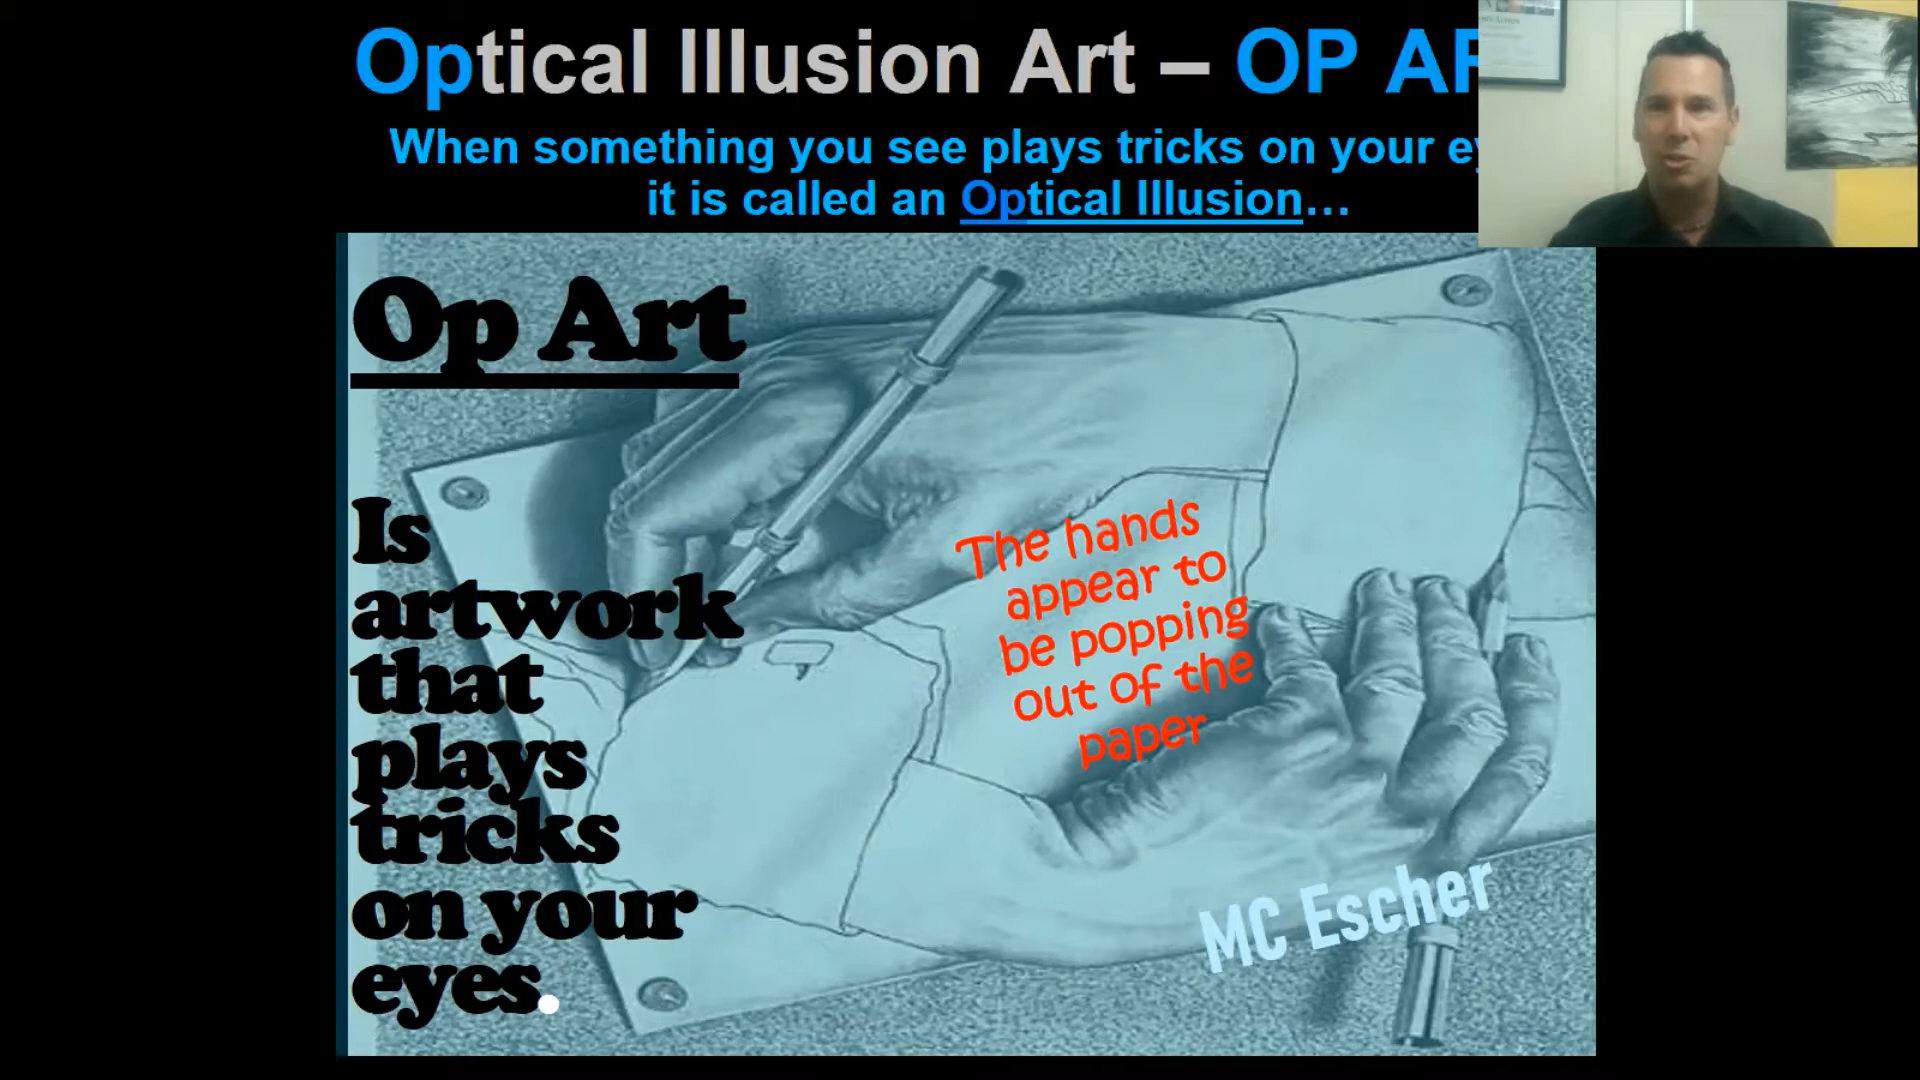 Optical Illusion Art – OP AR
When something you see plays tricks on your ey
it is called an Optical Illusion...
Op Art
Is
artwork
that
plays
tricks
on your
eyes.
The hands
appear to
be popping
out of the
paper
MC Escher